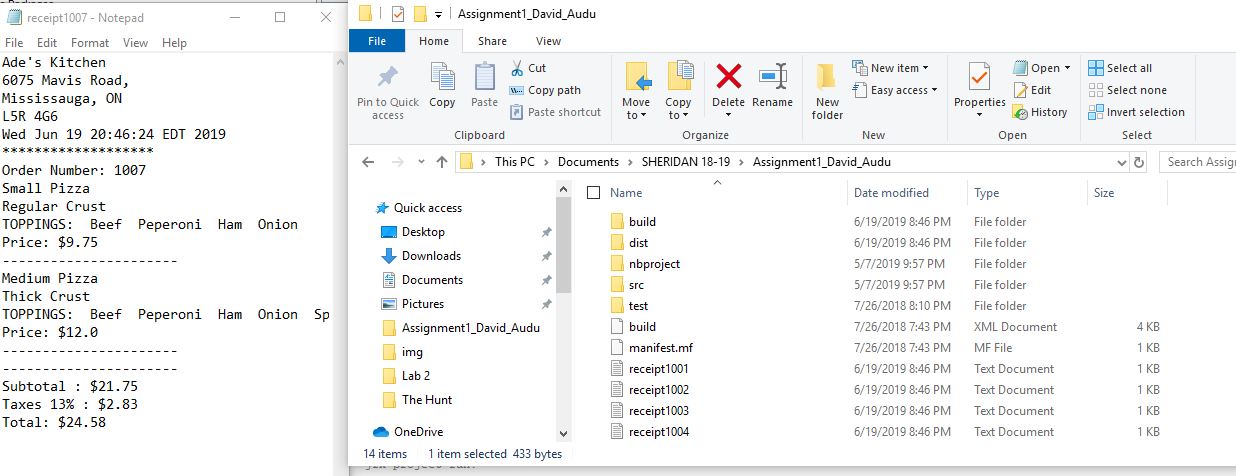 receipt1007 - Notepad
File Edit Format View Help
Ade's Kitchen
6075 Mavis Road,
Mississauga, ON
L5R 4G6
Wed Jun 19 20:46:24 EDT 2019
*******************
Order Number: 1007
Small Pizza
Regular Crust
TOPPINGS:  Beef  Peperoni  Ham  Onion
Price: $9.75
----------------------
Medium Pizza
Thick Crust
TOPPINGS:  Beef  Peperoni  Ham  Onion  Sp
Price: $12.0
----------------------
----------------------
Subtotal : $21.75
Taxes 13% : $2.83
Total: $24.58
Assignment1_David_Audu
File Home Share View
Pin to Quick access
Copy
Paste
Cut
Copy path
Paste shortcut
Clipboard
Move to
Copy to
Delete
Rename
Organize
New folder
New item
Easy access
New
Properties
Open
Edit
History
Open
Select all
Select none
Invert selection
Select
This PC > Documents > SHERIDAN 18-19 > Assignment1_David_Audu
Search Assig
Quick access
Desktop
Downloads
Documents
Pictures
Assignment1_David_Audu
img
Lab 2
The Hunt
OneDrive
Name Date modified Type Size
build 6/19/2019 8:46 PM File folder
dist 6/19/2019 8:46 PM File folder
nbproject 5/7/2019 9:57 PM File folder
src 5/7/2019 9:57 PM File folder
test 7/26/2018 8:10 PM File folder
build 7/26/2018 7:43 PM XML Document 4 KB
manifest.mf 7/26/2018 7:43 PM MF File 1 KB
receipt1001 6/19/2019 8:46 PM Text Document 1 KB
receipt1002 6/19/2019 8:46 PM Text Document 1 KB
receipt1003 6/19/2019 8:46 PM Text Document 1 KB
receipt1004 6/19/2019 8:46 PM Text Document 1 KB
14 items 1 item selected 433 bytes